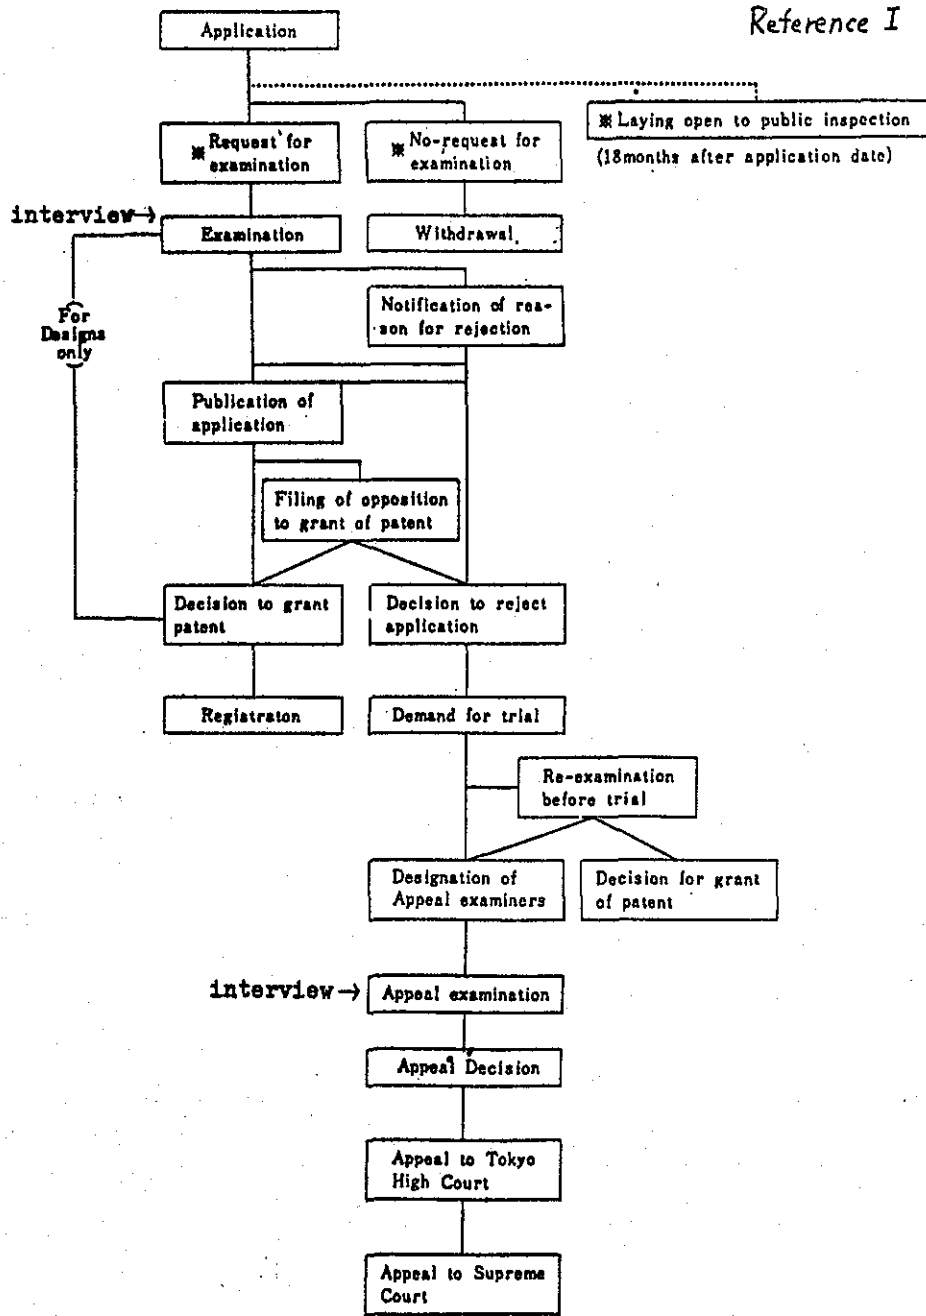 Reference I
Application
※ Request for
examination
※ No-request for
examination
※ Laying open to public inspection
(18months after application date)
interview→
Examination
Withdrawal.
For
Designs
only
Notification of rea-
son for rejection
Publication of
application
Filing of opposition
to grant of patent
Decision to grant
patent
Decision to reject
application
Registraton
Demand for trial
Re-examination
before trial
Designation of
Appeal examiners
Decision for grant
of patent
interview→
Appeal examination
Appeal Decision
Appeal to Tokyo
High Court
Appeal to Supreme
Court